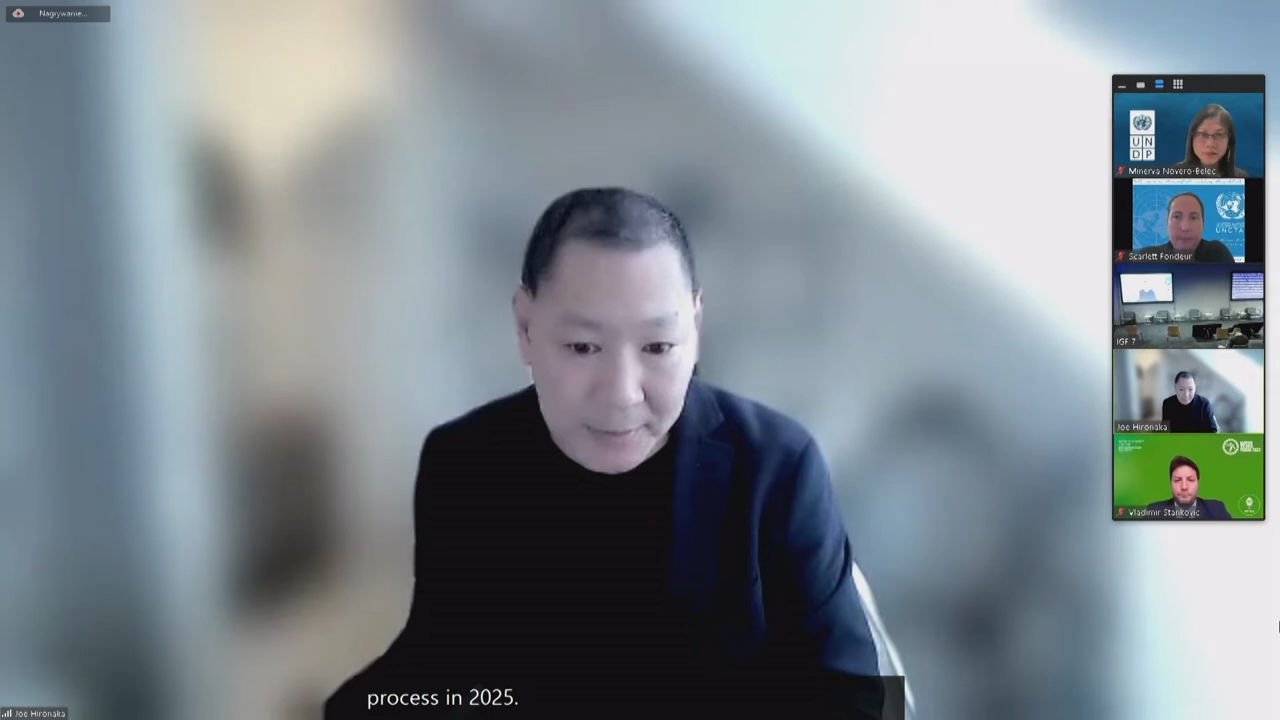 Nagrywanie...
UN
DP
Minerva Novero-Belec
UNCTA
Scarlett Fondeur
IGF 7
Joe Hironaka
Vladimir Stankovic
process in 2025.
Joe Hironaka